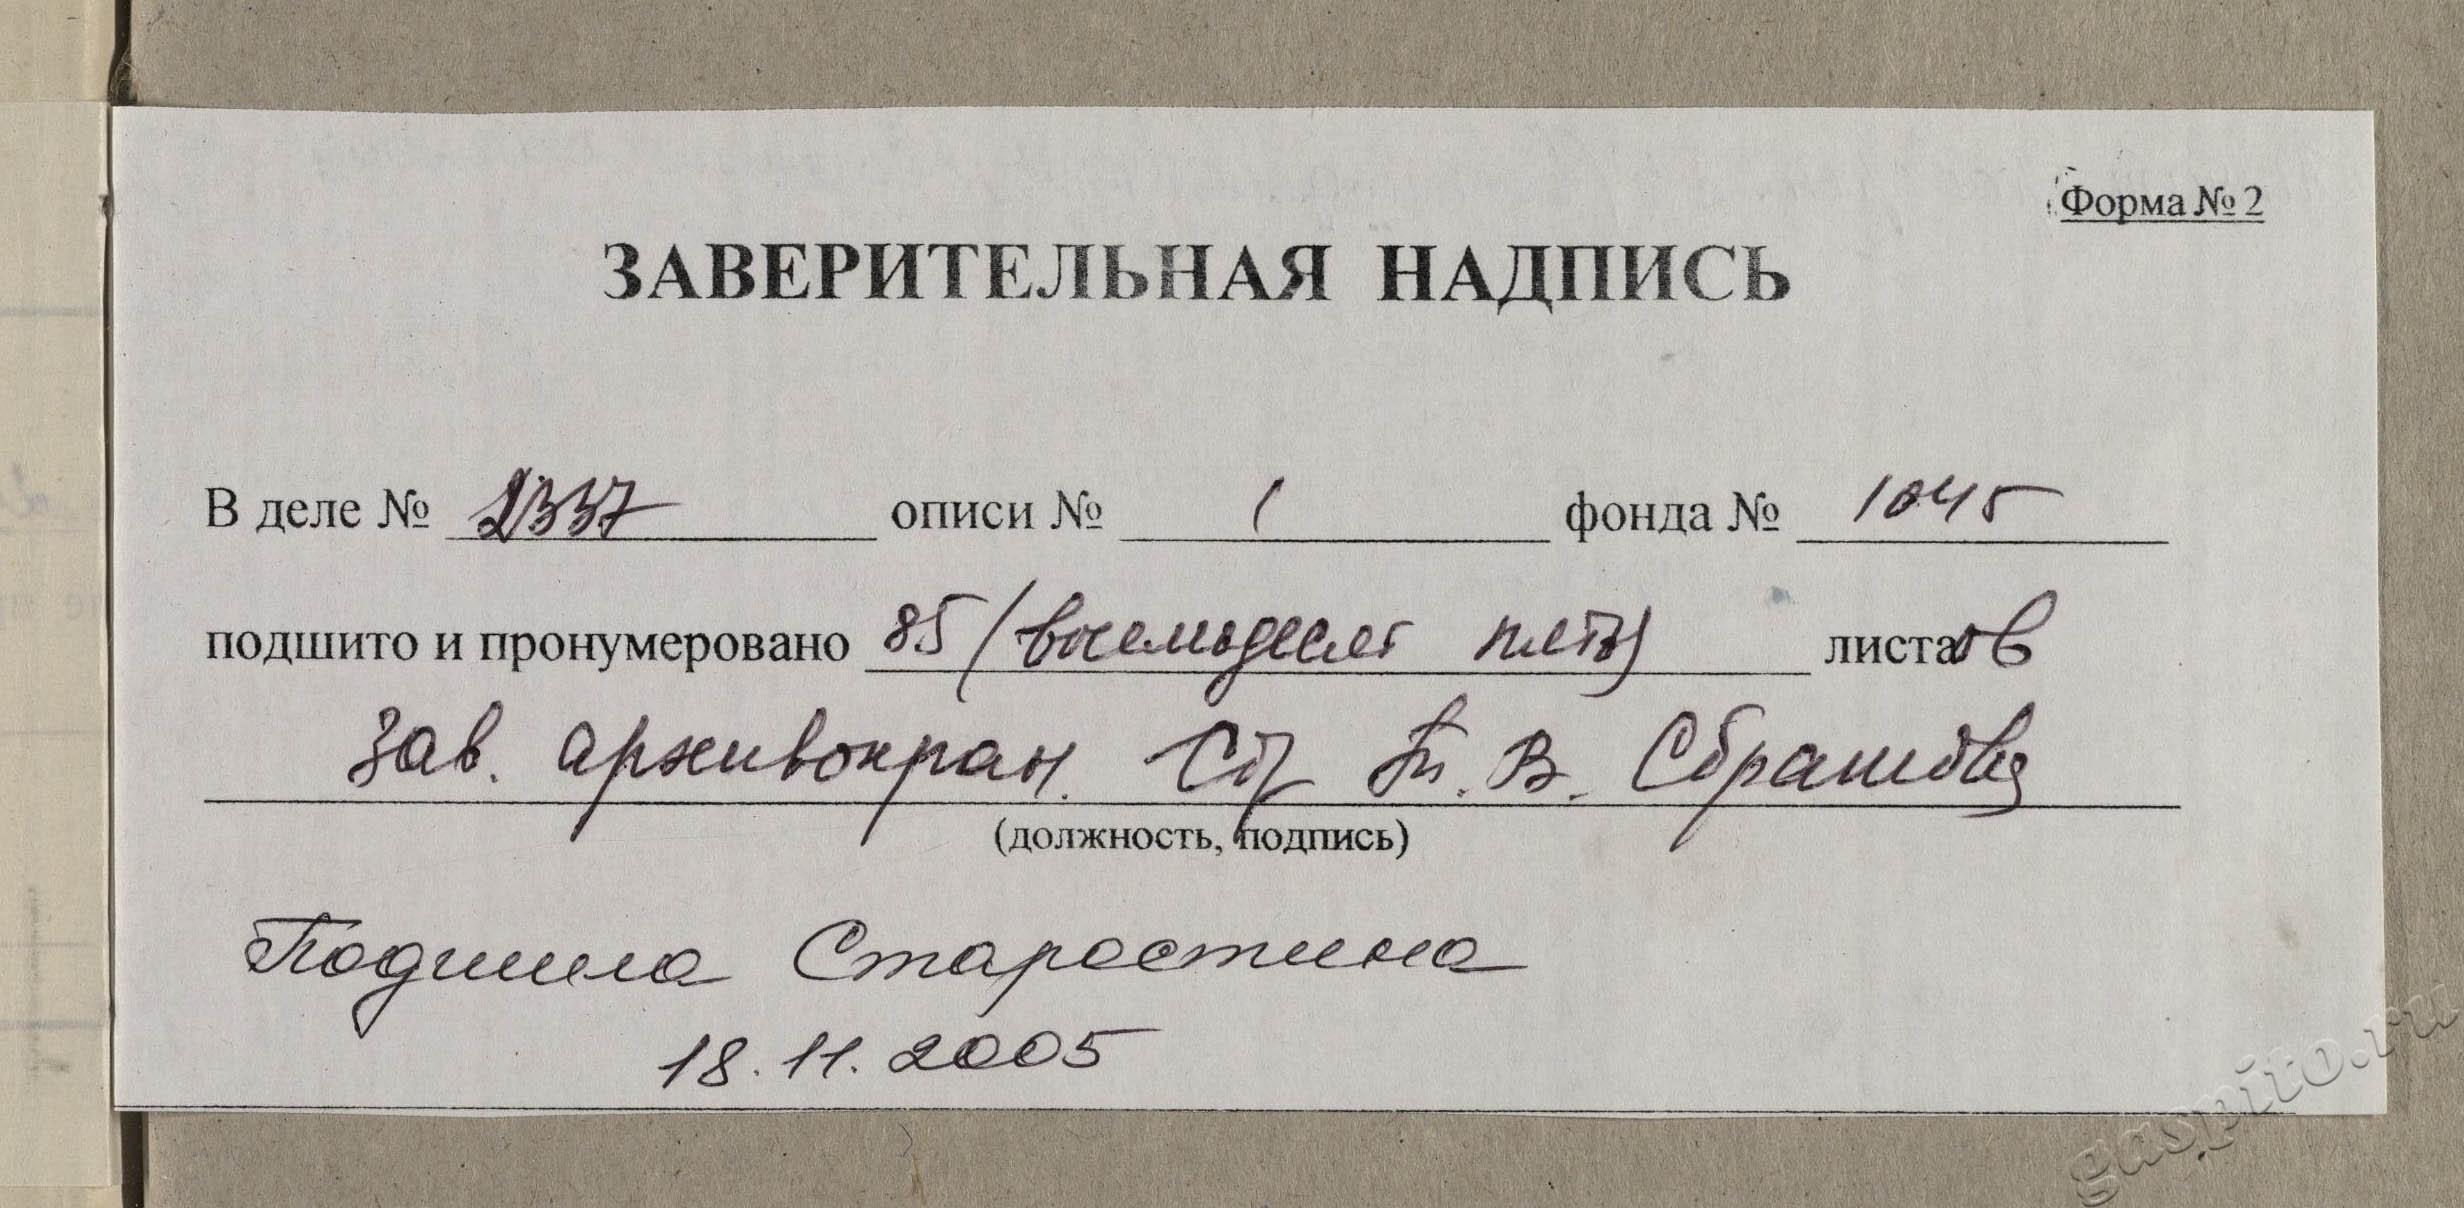 Форма № 2
ЗАВЕРИТЕЛЬНАЯ НАДПИСЬ
В деле № 2337 описи № 1 фонда № 1045
подшито и пронумеровано 85 (восемьдесят пять) листов
Зав. архивохран. Т. В. Абрашова
(должность, подпись)
Подшила Старостина
18.11.2005
gaspito.ru